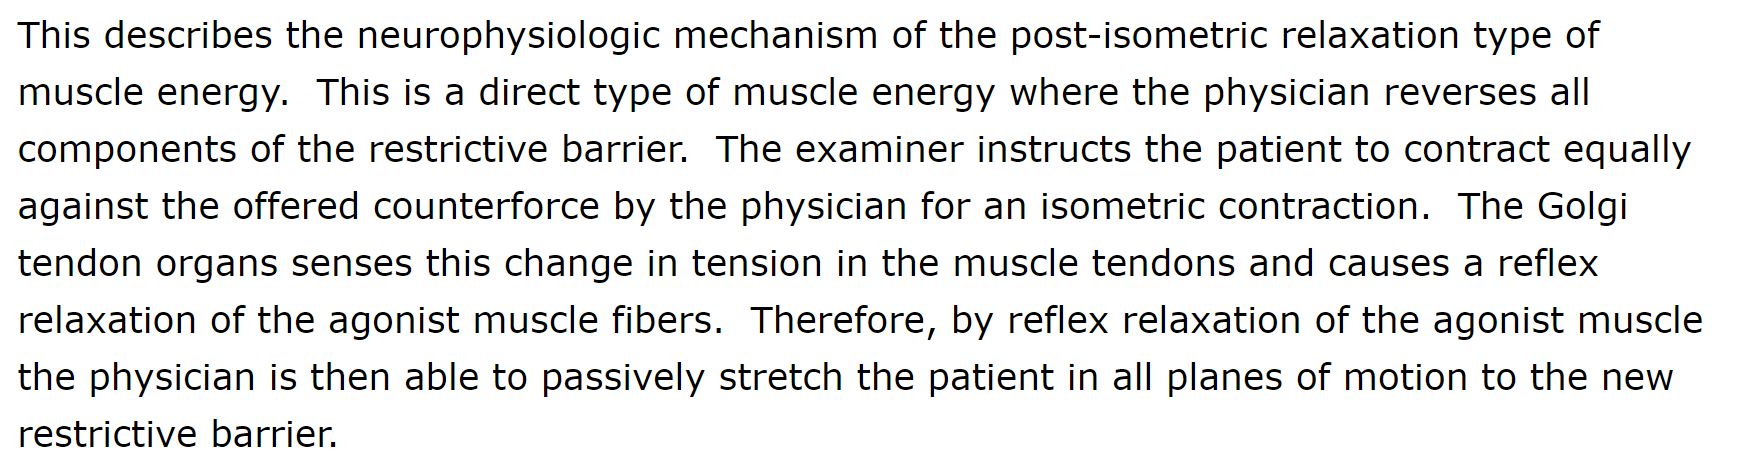 This describes the neurophysiologic mechanism of the post-isometric relaxation type of
muscle energy.  This is a direct type of muscle energy where the physician reverses all
components of the restrictive barrier.  The examiner instructs the patient to contract equally
against the offered counterforce by the physician for an isometric contraction.  The Golgi
tendon organs senses this change in tension in the muscle tendons and causes a reflex
relaxation of the agonist muscle fibers.  Therefore, by reflex relaxation of the agonist muscle
the physician is then able to passively stretch the patient in all planes of motion to the new
restrictive barrier.